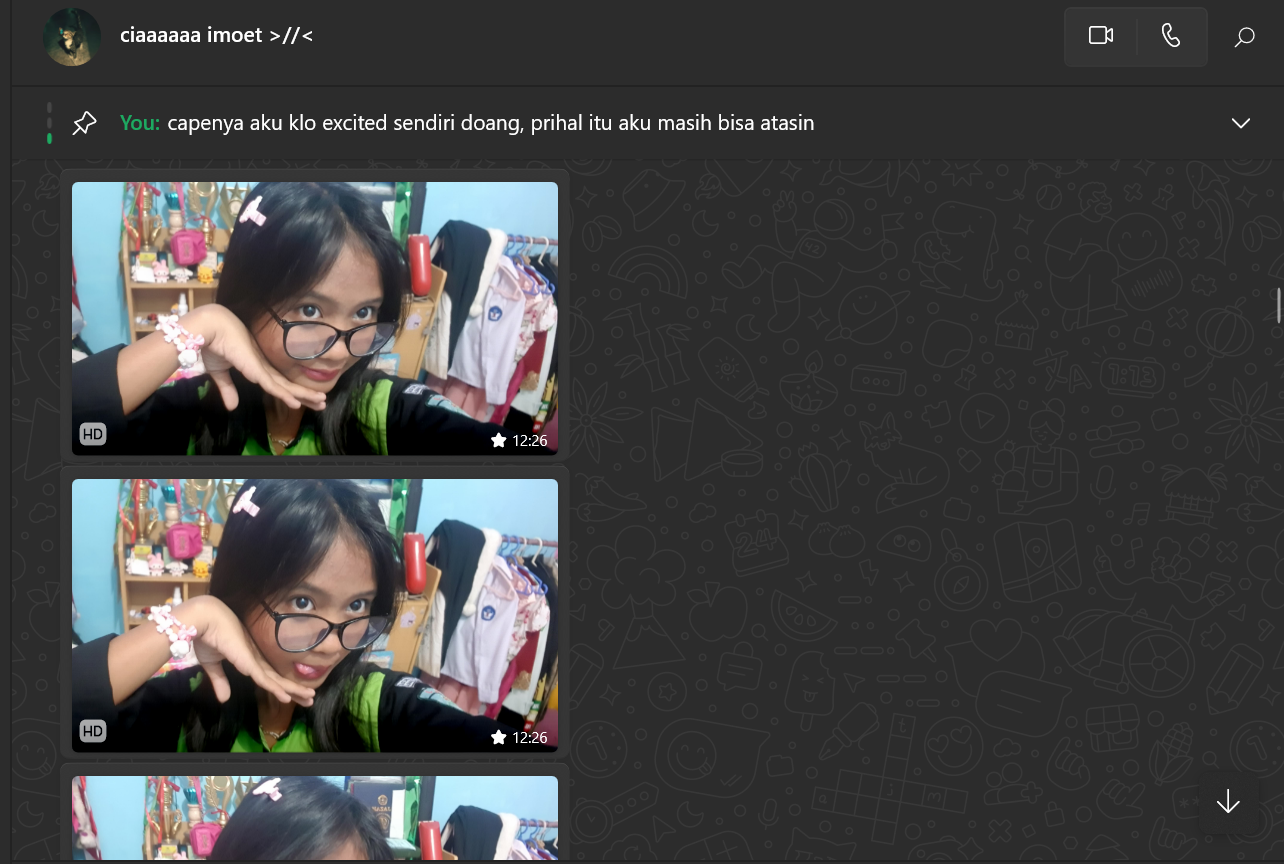 ciaaaaaa imoet >//<
You: capenya aku klo excited sendiri doang, prihal itu aku masih bisa atasin
HD
12:26
HD
12:26